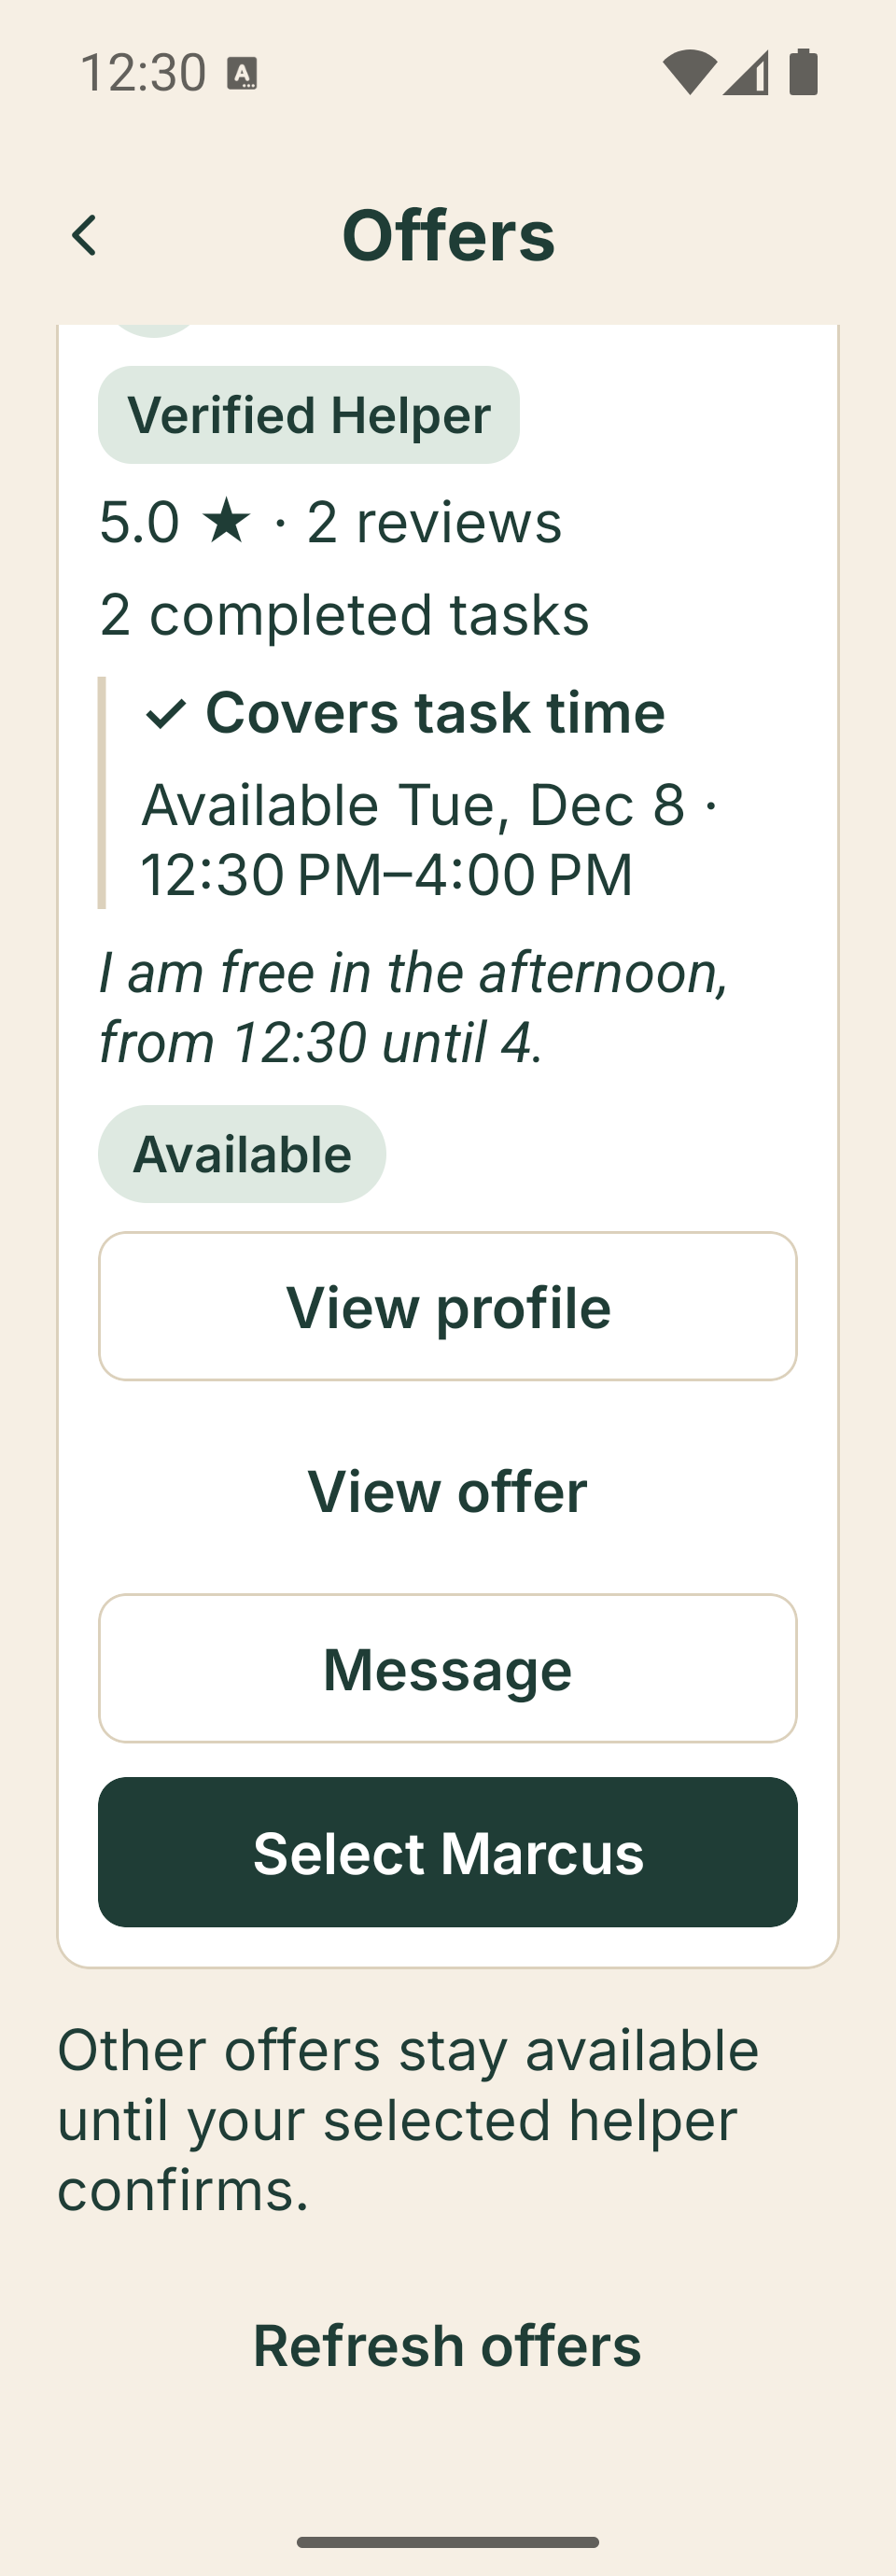 12:30
Offers
Verified Helper
5.0 ★ · 2 reviews
2 completed tasks
✓ Covers task time
Available Tue, Dec 8 ·
12:30 PM–4:00 PM
I am free in the afternoon,
from 12:30 until 4.
Available
View profile
View offer
Message
Select Marcus
Other offers stay available
until your selected helper
confirms.
Refresh offers